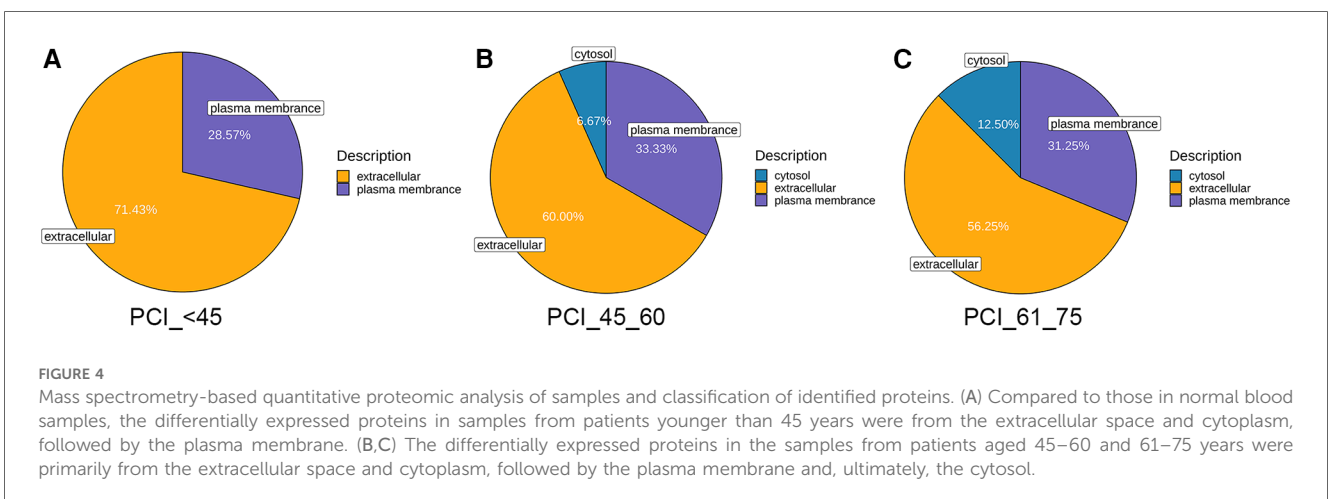 A
plasma membrance
28.57%
71.43%
extracellular
Description
extracellular
plasma membrance
PCI_<45
B
cytosol
6.67%
plasma membrance
33.33%
60.00%
extracellular
Description
cytosol
extracellular
plasma membrance
PCI_45_60
C
cytosol
12.50%
plasma membrance
31.25%
56.25%
extracellular
Description
cytosol
extracellular
plasma membrance
PCI_61_75
FIGURE 4
Mass spectrometry-based quantitative proteomic analysis of samples and classification of identified proteins. (A) Compared to those in normal blood
samples, the differentially expressed proteins in samples from patients younger than 45 years were from the extracellular space and cytoplasm,
followed by the plasma membrane. (B,C) The differentially expressed proteins in the samples from patients aged 45–60 and 61–75 years were
primarily from the extracellular space and cytoplasm, followed by the plasma membrane and, ultimately, the cytosol.